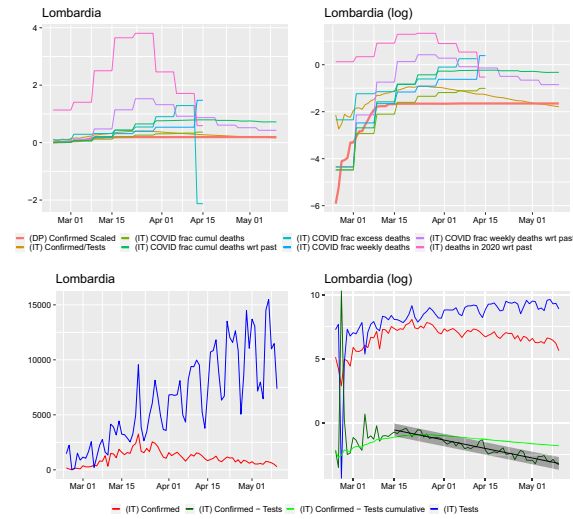 Lombardia
Lombardia (log)
4
2
0
−2
0
−2
−4
−6
Mar 01
Mar 15
Apr 01
Apr 15
May 01
Mar 01
Mar 15
Apr 01
Apr 15
May 01
(DP) Confirmed Scaled
(IT) COVID frac cumul deaths
(IT) COVID frac excess deaths
(IT) COVID frac weekly deaths wrt past
(IT) Confirmed/Tests
(IT) COVID frac cumul deaths wrt past
(IT) COVID frac weekly deaths
(IT) deaths in 2020 wrt past
Lombardia
Lombardia (log)
15000
10000
5000
0
10
5
0
Mar 01
Mar 15
Apr 01
Apr 15
May 01
Mar 01
Mar 15
Apr 01
Apr 15
May 01
(IT) Confirmed
(IT) Confirmed − Tests
(IT) Confirmed − Tests cumulative
(IT) Tests